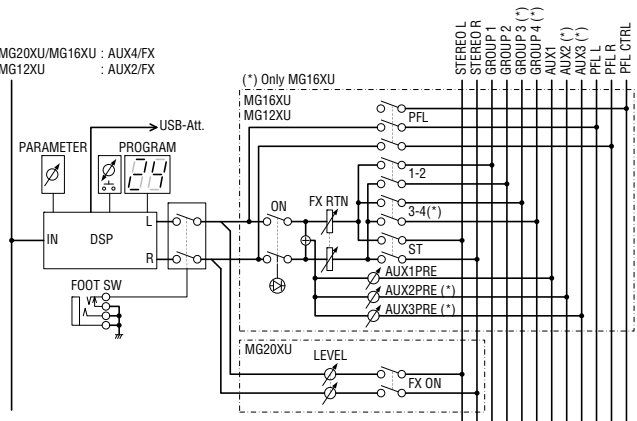 MG20XU/MG16XU : AUX4/FX
MG12XU : AUX2/FX
STEREO L
STEREO R
GROUP 1
GROUP 2
GROUP 3 (*)
GROUP 4 (*)
AUX1
AUX2 (*)
AUX3 (*)
PFL L
PFL R
PFL CTRL
(*) Only MG16XU
MG16XU
MG12XU
PFL
USB-Att.
PARAMETER
PROGRAM
24
1-2
ON
FX RTN
3-4(*)
L
IN
DSP
R
ST
FOOT SW
AUX1PRE
AUX2PRE (*)
AUX3PRE (*)
MG20XU
LEVEL
FX ON